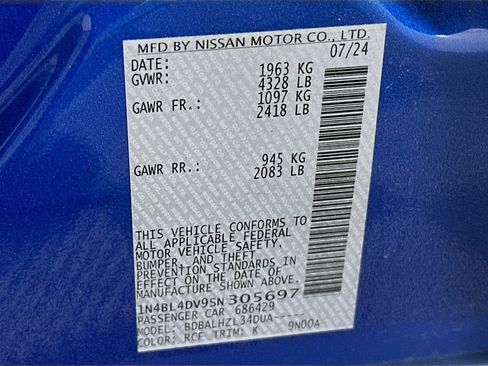 MFD BY NISSAN MOTOR CO., LTD.
DATE: 07/24
GVWR: 1963 KG
4328 LB
GAWR FR.: 1097 KG
2418 LB
GAWR RR.: 945 KG
2083 LB
THIS VEHICLE CONFORMS TO
ALL APPLICABLE FEDERAL
MOTOR VEHICLE SAFETY,
BUMPER, AND THEFT
PREVENTION STANDARDS IN
EFFECT ON THE DATE OF
MANUFACTURE SHOWN ABOVE.
1N4BL4DV9SN305697
PASSENGER CAR 686429
MODEL: BDBALHZL34DUA-----
COLOR: RCF TRIM: K 9N00A